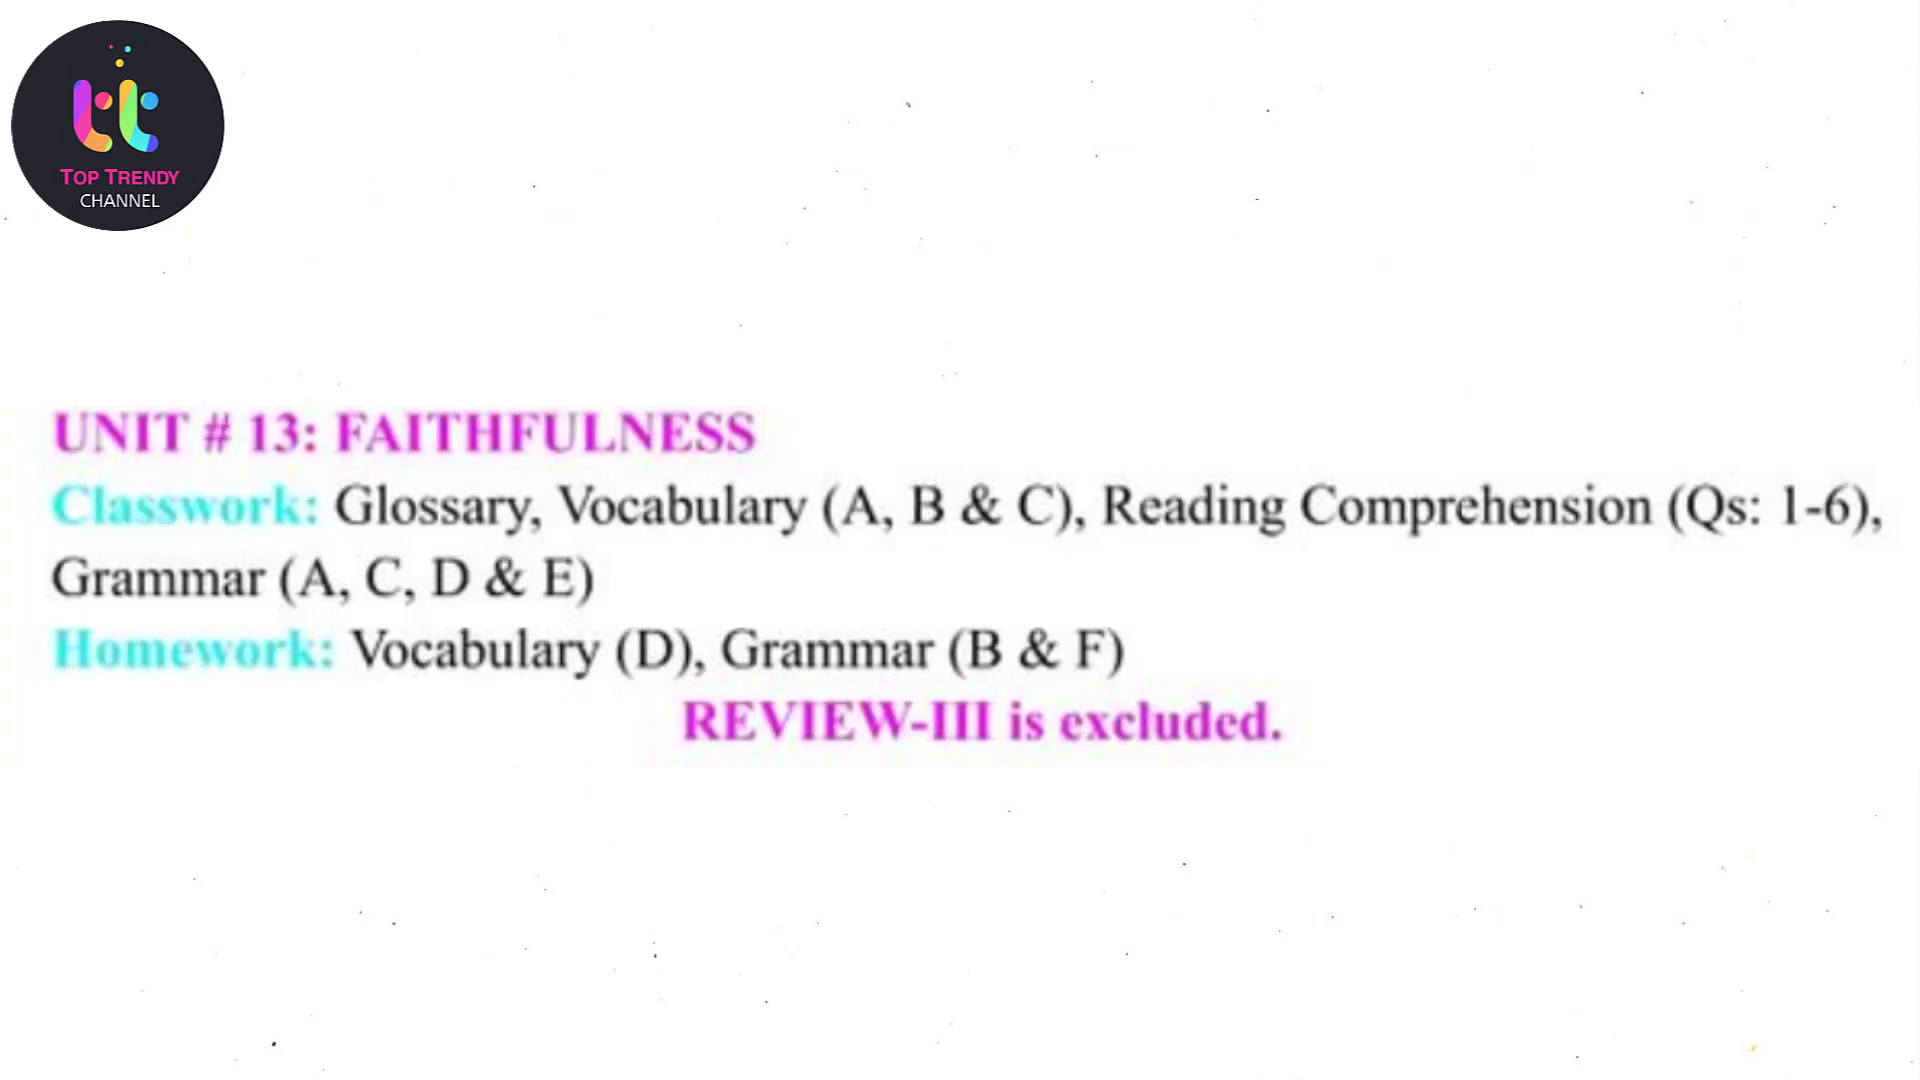 TOP TRENDY
CHANNEL
UNIT # 13: FAITHFULNESS
Classwork: Glossary, Vocabulary (A, B & C), Reading Comprehension (Qs: 1-6),
Grammar (A, C, D & E)
Homework: Vocabulary (D), Grammar (B & F)
REVIEW-III is excluded.